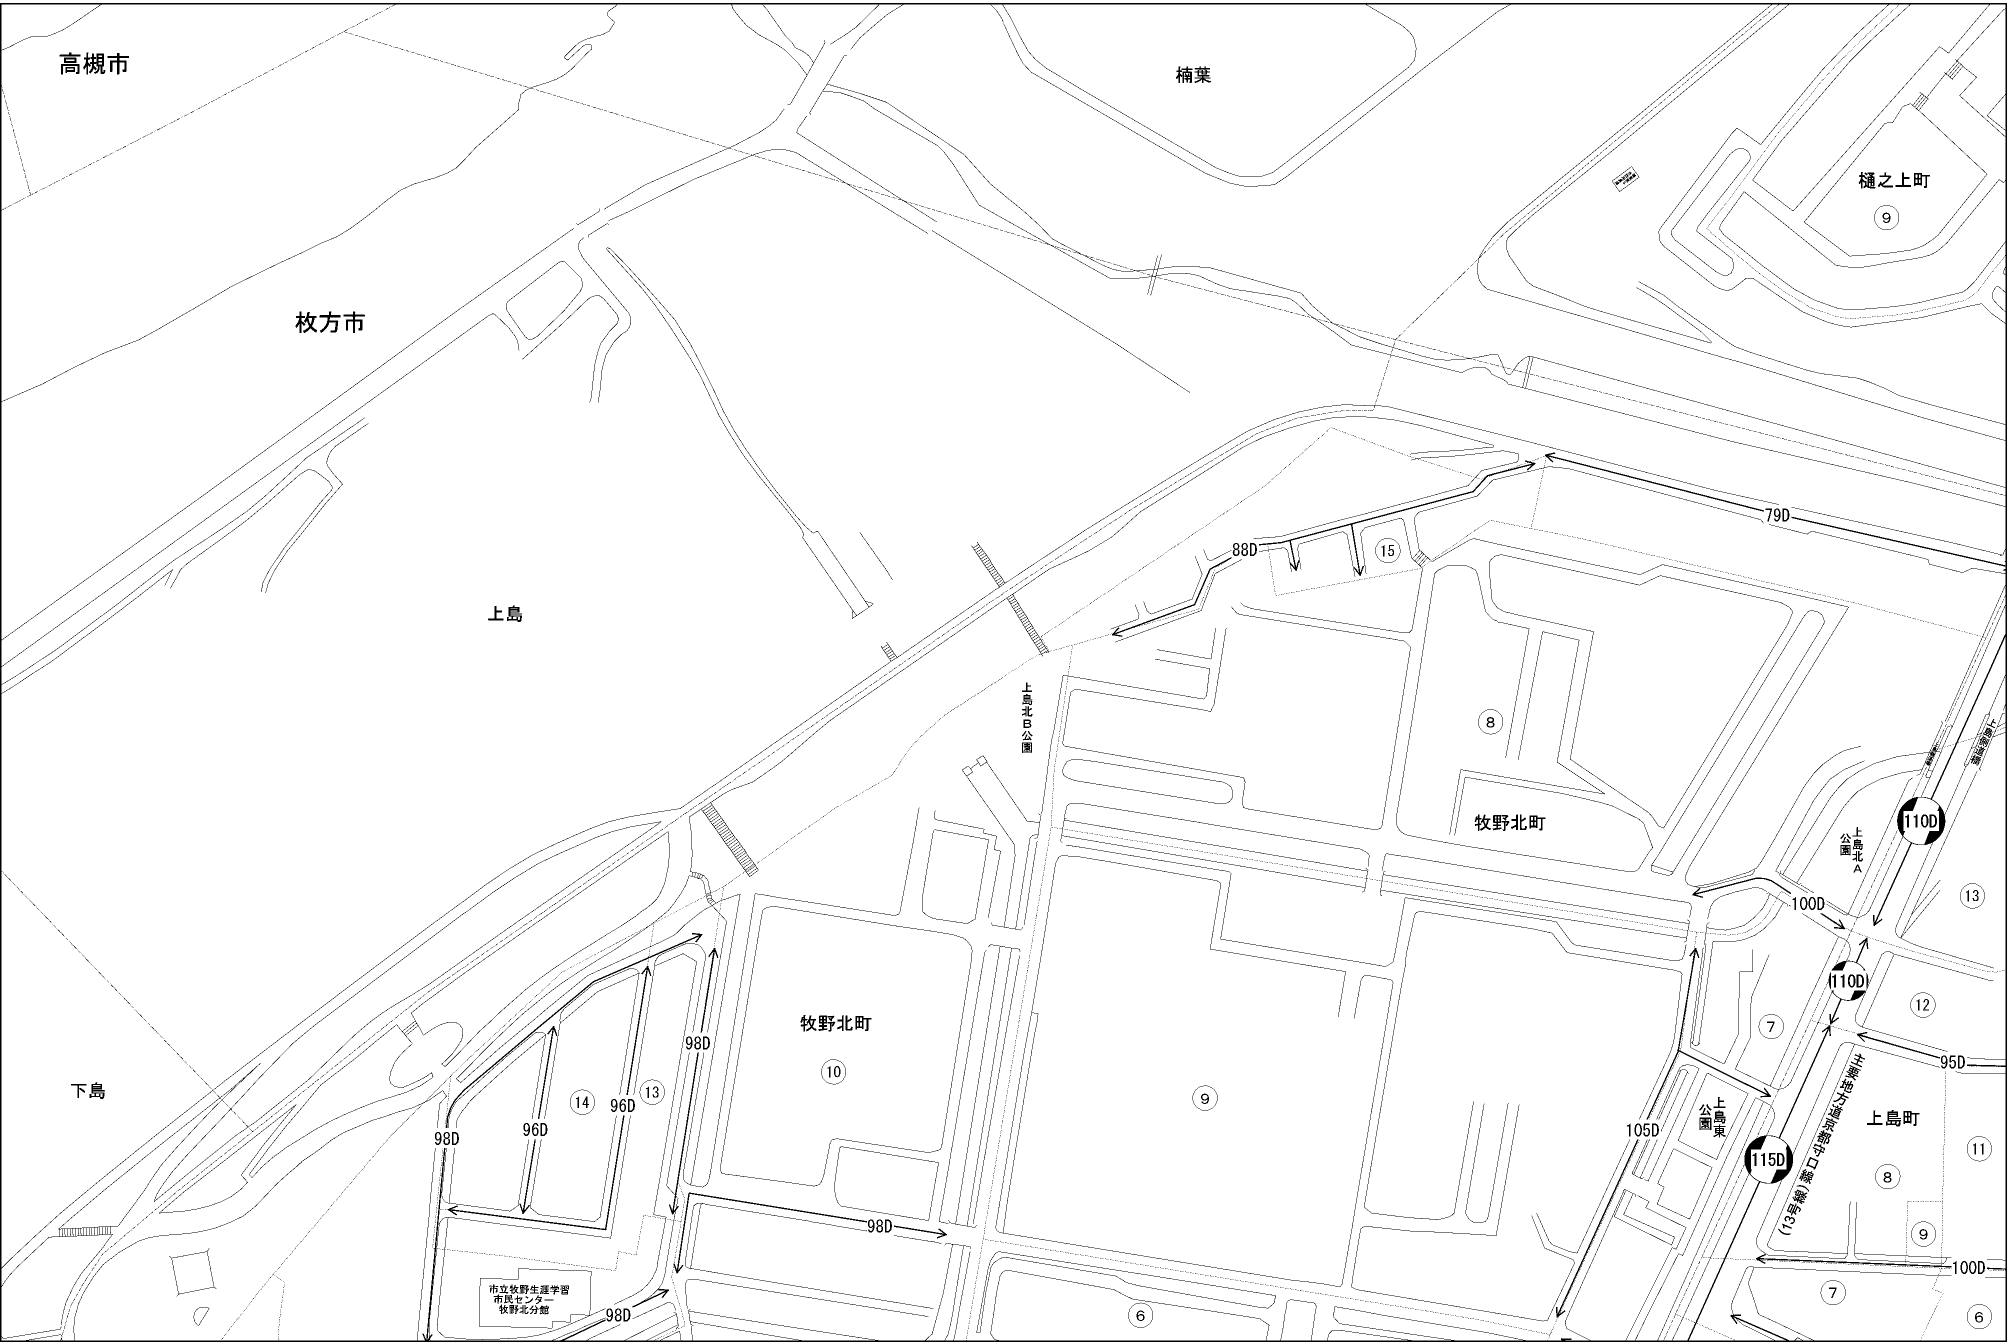 高槻市
楠葉
樋之上町
9
枚方市
79D
88D
15
上島
上島北B公園
8
上島側道橋
牧野北町
110D
上島北A
公園
100D
13
110D
12
98D
牧野北町
7
10
95D
下島
14
13
9
96D
96D
98D
105D
上島東
公園
115D
主要地方道京都守口線
(13号線)
上島町
11
8
98D
9
100D
市立牧野生涯学習
市民センター
牧野北分館
98D
6
7
6